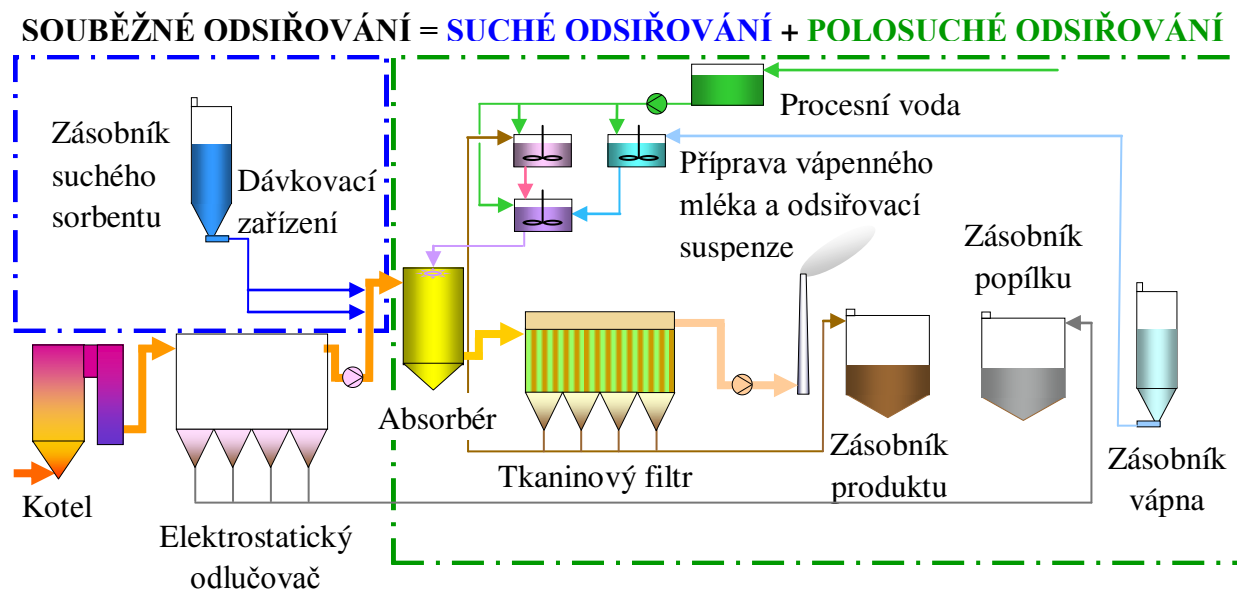 SOUBĚŽNÉ ODSIŘOVÁNÍ = SUCHÉ ODSIŘOVÁNÍ + POLOSUCHÉ ODSIŘOVÁNÍ
Zásobník
suchého
sorbentu
Dávkovací
zařízení
Procesní voda
Příprava vápenného
mléka a odsiřovací
suspenze
Zásobník
popílku
Absorbér
Tkaninový filtr
Zásobník
produktu
Zásobník
vápna
Kotel
Elektrostatický
odlučovač